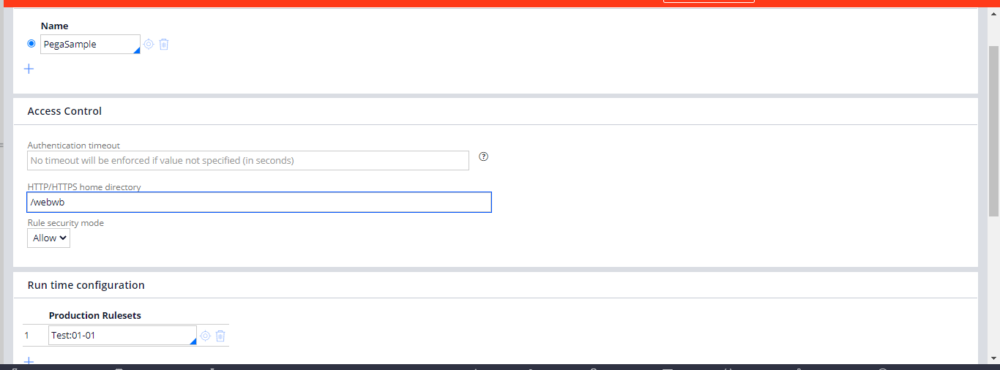 Name
PegaSample
Access Control
Authentication timeout
No timeout will be enforced if value not specified (in seconds)
?
HTTP/HTTPS home directory
/webwb
Rule security mode
Allow
Run time configuration
Production Rulesets
1
Test:01-01